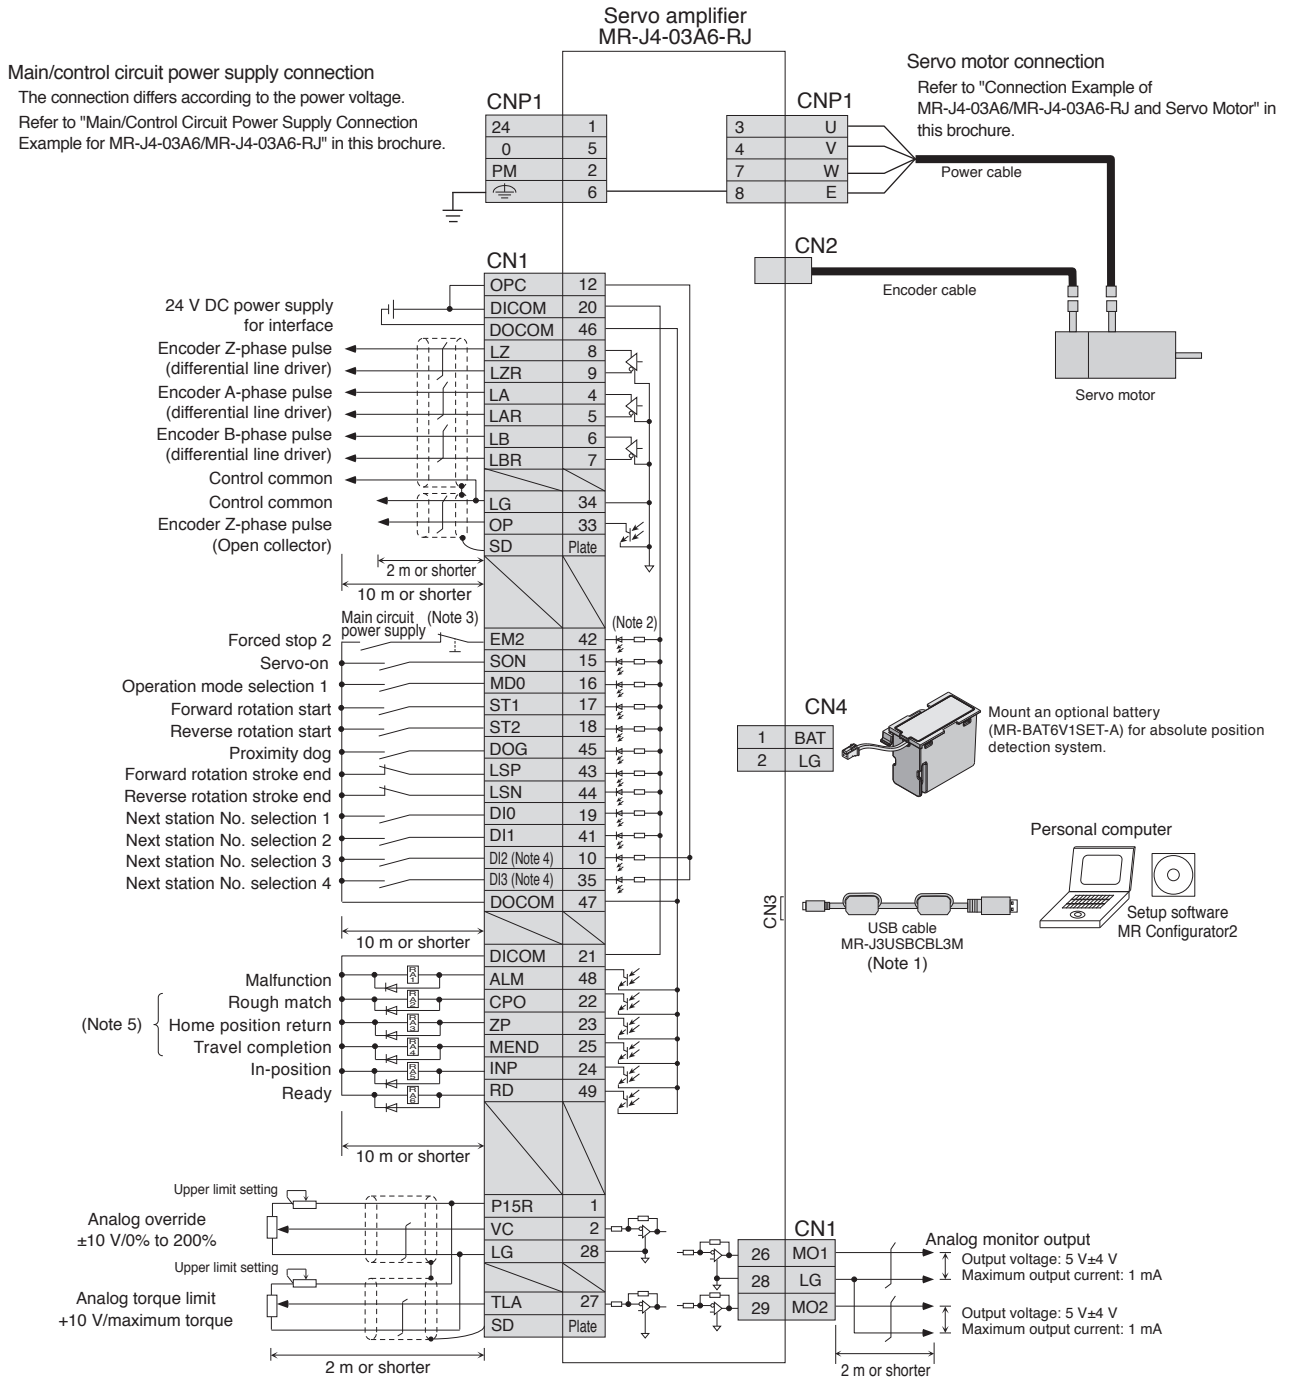 Servo amplifier
MR-J4-03A6-RJ
Main/control circuit power supply connection
The connection differs according to the power voltage.
Refer to "Main/Control Circuit Power Supply Connection
Example for MR-J4-03A6/MR-J4-03A6-RJ" in this brochure.
Servo motor connection
Refer to "Connection Example of
MR-J4-03A6/MR-J4-03A6-RJ and Servo Motor" in
this brochure.
CNP1
24 1
0 5
PM 2
6
CNP1
3 U
4 V
7 W
8 E
Power cable
CN2
Encoder cable
Servo motor
CN1
OPC 12
24 V DC power supply
for interface
DICOM 20
DOCOM 46
Encoder Z-phase pulse
(differential line driver)
LZ 8
LZR 9
Encoder A-phase pulse
(differential line driver)
LA 4
LAR 5
Encoder B-phase pulse
(differential line driver)
LB 6
LBR 7
Control common
Control common
LG 34
Encoder Z-phase pulse
(Open collector)
OP 33
SD Plate
2 m or shorter
10 m or shorter
Main circuit
power supply
(Note 3)
(Note 2)
Forced stop 2 EM2 42
Servo-on SON 15
Operation mode selection 1 MD0 16
Forward rotation start ST1 17
Reverse rotation start ST2 18
Proximity dog DOG 45
Forward rotation stroke end LSP 43
Reverse rotation stroke end LSN 44
Next station No. selection 1 DI0 19
Next station No. selection 2 DI1 41
Next station No. selection 3 DI2 (Note 4) 10
Next station No. selection 4 DI3 (Note 4) 35
DOCOM 47
10 m or shorter
CN4
1 BAT
2 LG
Mount an optional battery
(MR-BAT6V1SET-A) for absolute position
detection system.
Personal computer
CN3
USB cable
MR-J3USBCBL3M
(Note 1)
Setup software
MR Configurator2
DICOM 21
Malfunction RA1 ALM 48
(Note 5)
Rough match RA2 CPO 22
Home position return RA3 ZP 23
Travel completion RA4 MEND 25
In-position RA5 INP 24
Ready RA6 RD 49
10 m or shorter
Upper limit setting
Analog override
±10 V/0% to 200%
P15R 1
VC 2
LG 28
Upper limit setting
Analog torque limit
+10 V/maximum torque
TLA 27
SD Plate
2 m or shorter
CN1
26 MO1
28 LG
29 MO2
Analog monitor output
Output voltage: 5 V±4 V
Maximum output current: 1 mA
Output voltage: 5 V±4 V
Maximum output current: 1 mA
2 m or shorter